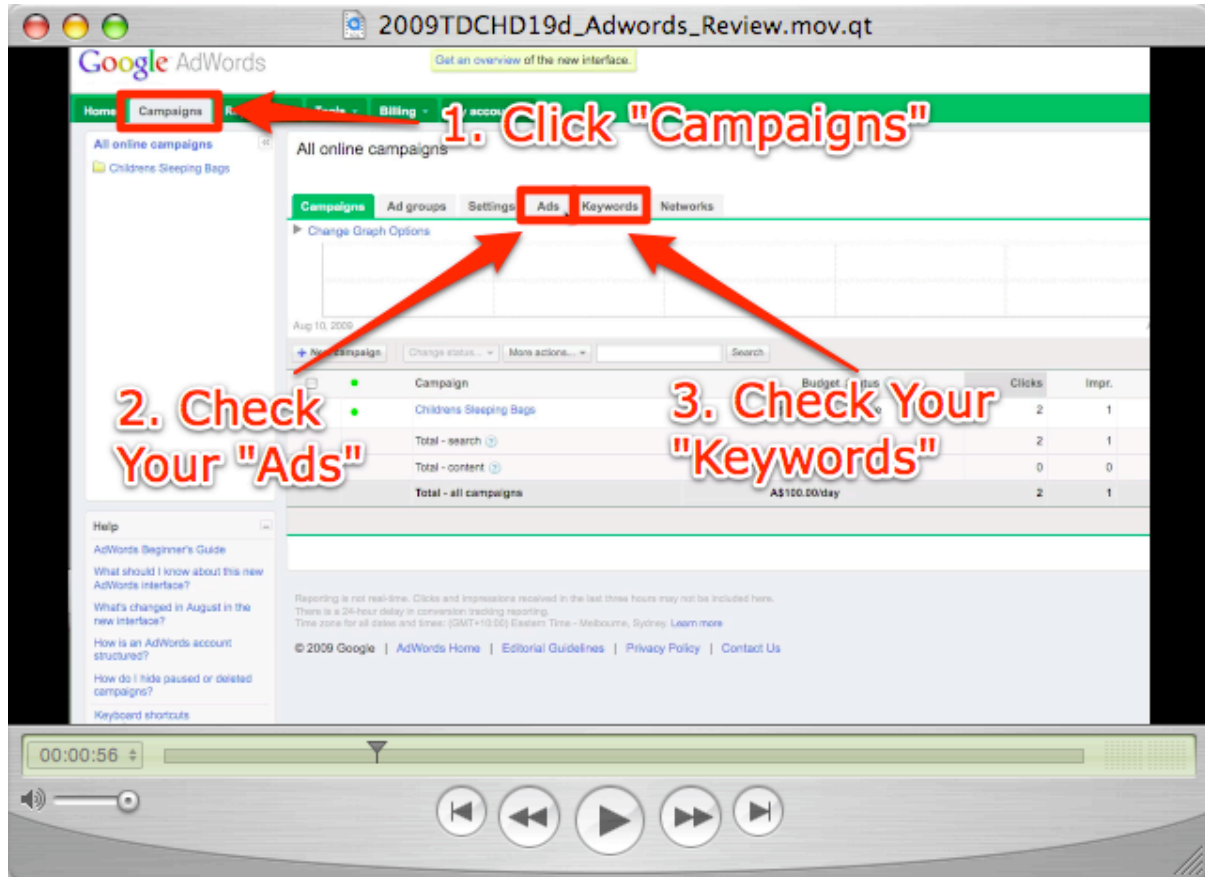 2009TDCHD19d_Adwords_Review.mov.qt
Google AdWords
Get an overview of the new interface.
Home Campaigns Tools Billing My account
1. Click "Campaigns"
All online campaigns
Childrens Sleeping Bags
All online campaigns
Campaigns Ad groups Settings Ads Keywords Networks
Change Graph Options
Aug 10, 2009
New campaign Change status... More actions... Search
Campaign Budget Status Clicks Impr.
Childrens Sleeping Bags 2 1
Total - search 2 1
Total - content 0 0
Total - all campaigns A$100.00/day 2 1
2. Check
Your "Ads"
3. Check Your
"Keywords"
Help
AdWords Beginner's Guide
What should I know about this new
AdWords interface?
What's changed in August in the
new interface?
How is an AdWords account
structured?
How do I hide paused or deleted
campaigns?
Keyboard shortcuts
Reporting is not real-time. Clicks and impressions received in the last three hours may not be included here.
There is a 24-hour delay in conversion tracking reporting.
Time zone for all dates and times: (GMT+10:00) Eastern Time - Melbourne, Sydney. Learn more
© 2009 Google | AdWords Home | Editorial Guidelines | Privacy Policy | Contact Us
00:00:56